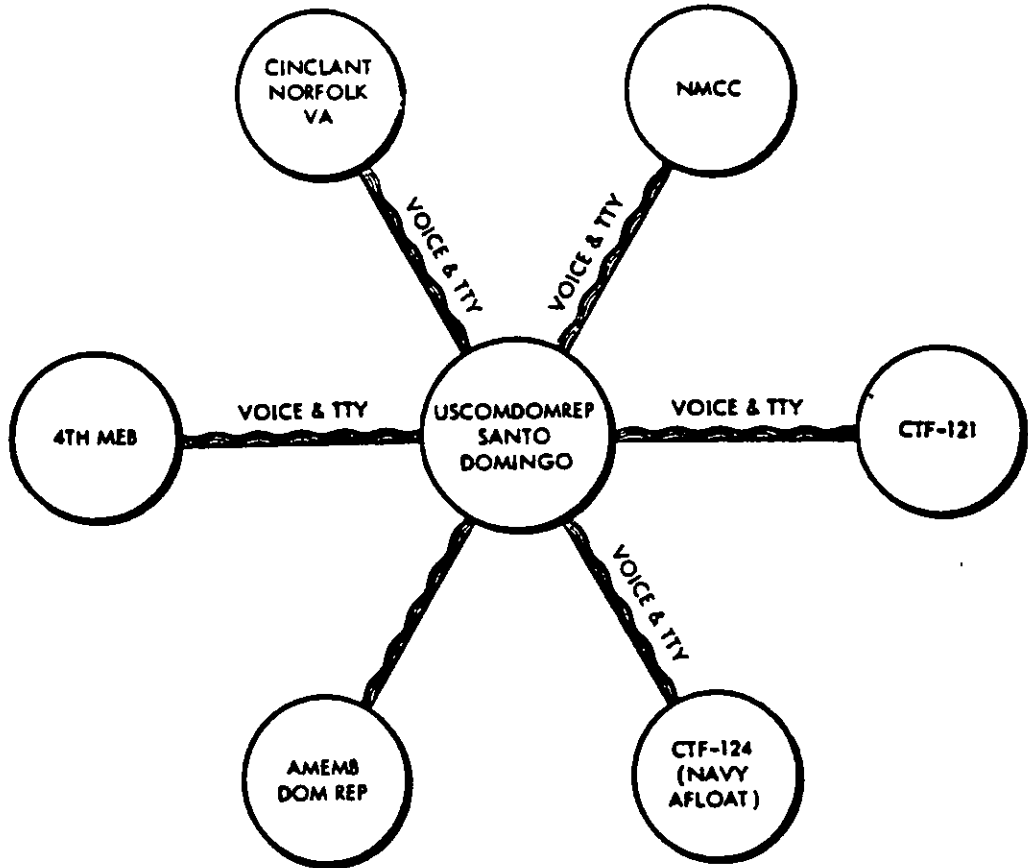 CINCLANT
NORFOLK
VA
NMCC
VOICE & TTY
VOICE & TTY
4TH MEB
VOICE & TTY
USCOMDOMREP
SANTO
DOMINGO
VOICE & TTY
CTF-121
VOICE & TTY
AMEMB
DOM REP
CTF-124
(NAVY
AFLOAT)